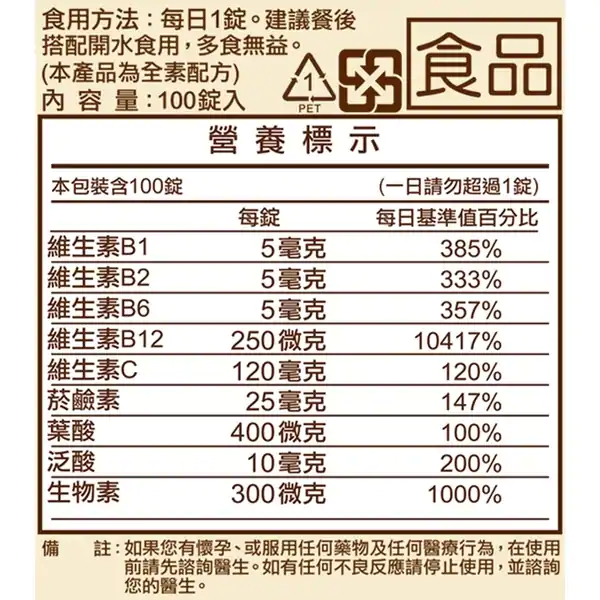 食用方法：每日1錠。建議餐後
搭配開水食用，多食無益。
(本產品為全素配方)
內 容 量：100錠入
1
PET
食品
營養標示
本包裝含100錠 (一日請勿超過1錠)
每錠 每日基準值百分比
維生素B1 5毫克 385%
維生素B2 5毫克 333%
維生素B6 5毫克 357%
維生素B12 250微克 10417%
維生素C 120毫克 120%
菸鹼素 25毫克 147%
葉酸 400微克 100%
泛酸 10毫克 200%
生物素 300微克 1000%
備 註：如果您有懷孕、或服用任何藥物及任何醫療行為，在使用
前請先諮詢醫生。如有任何不良反應請停止使用，並諮詢
您的醫生。